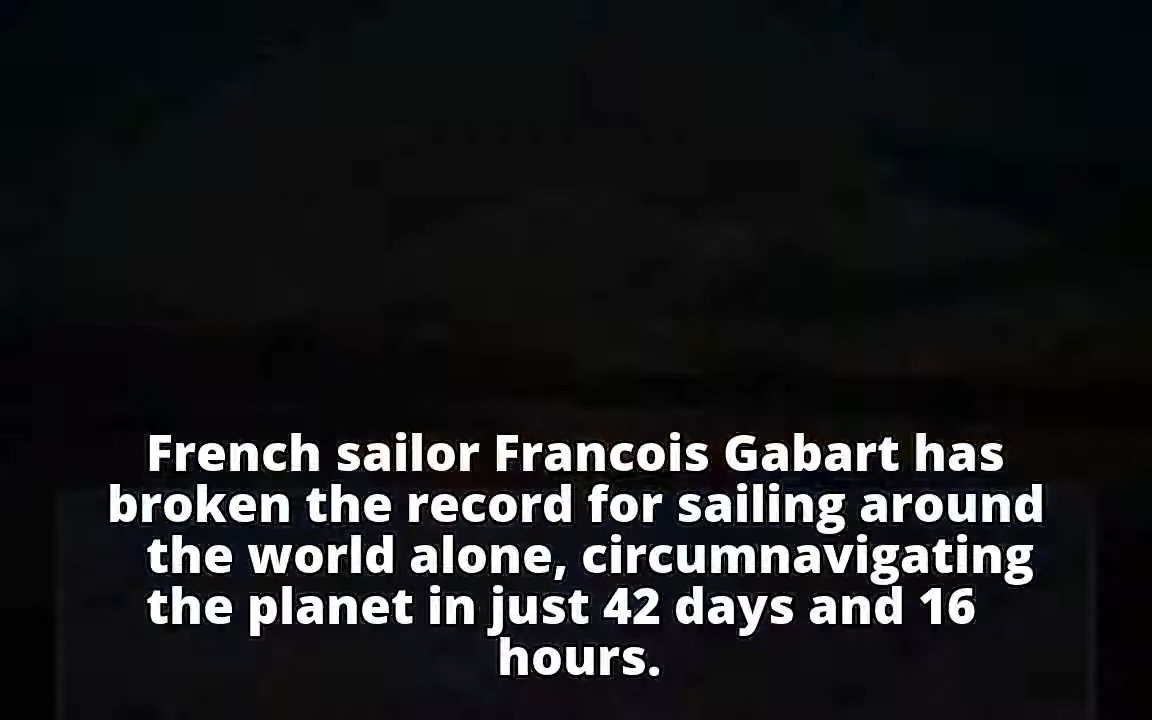 French sailor Francois Gabart has
broken the record for sailing around
the world alone, circumnavigating
the planet in just 42 days and 16
hours.